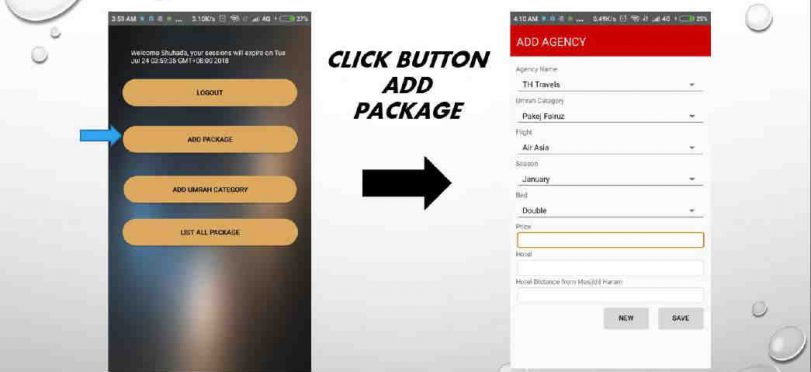 3:53 AM ... 3.10K/s 4G 27%
Welcome Shuhada, your sessions will expire on Tue
Jul 24 03:59:35 GMT+08:00 2018
LOGOUT
ADD PACKAGE
ADD UMRAH CATEGORY
LIST ALL PACKAGE
CLICK BUTTON
ADD
PACKAGE
4:10 AM ... 5.49K/s 4G 25%
ADD AGENCY
Agency Name
TH Travels
Umrah Category
Pakej Fairuz
Flight
Air Asia
Season
January
Bed
Double
Price
Hotel
Hotel Distance from Masjidil Haram
NEW SAVE